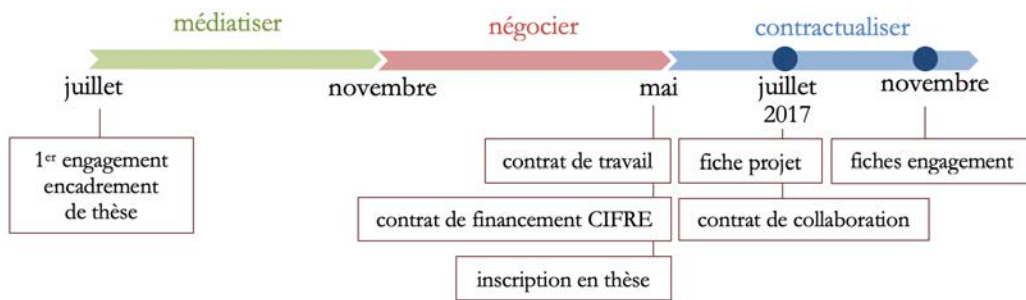 médiatiser
négocier
contractualiser
juillet
novembre
mai
juillet
2017
novembre
1er engagement
encadrement
de thèse
contrat de travail
fiche projet
fiches engagement
contrat de financement CIFRE
contrat de collaboration
inscription en thèse